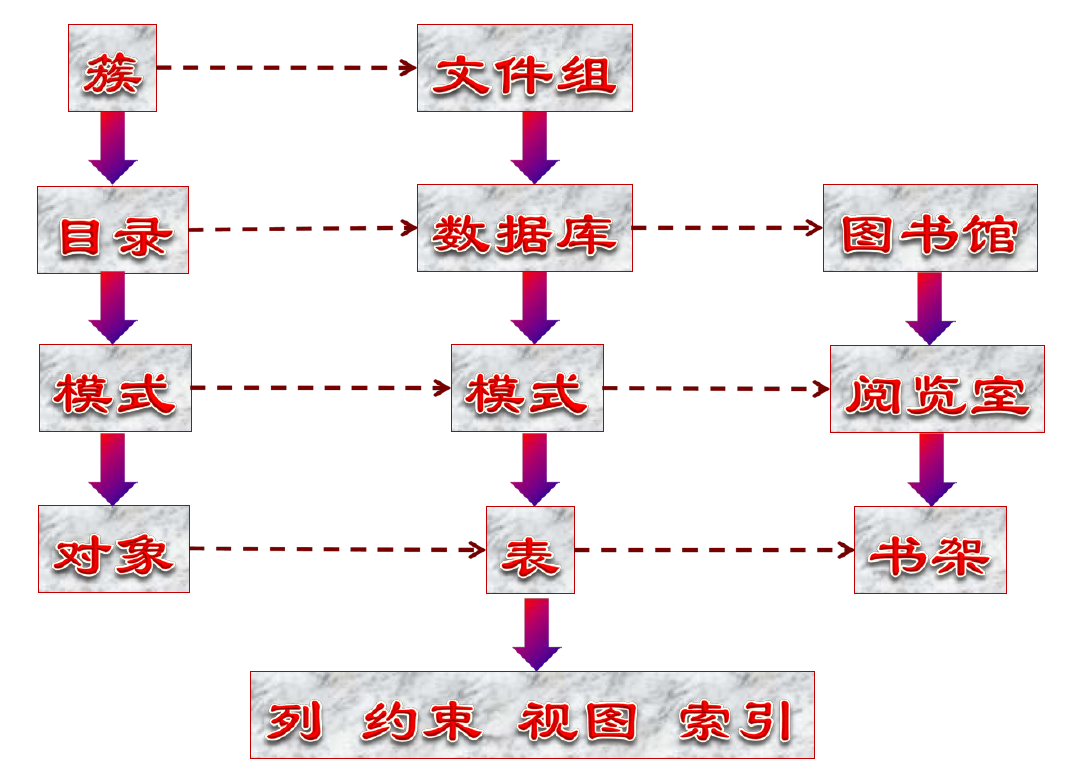 簇 文件组
目录 数据库 图书馆
模式 模式 阅览室
对象 表 书架
列 约束 视图 索引